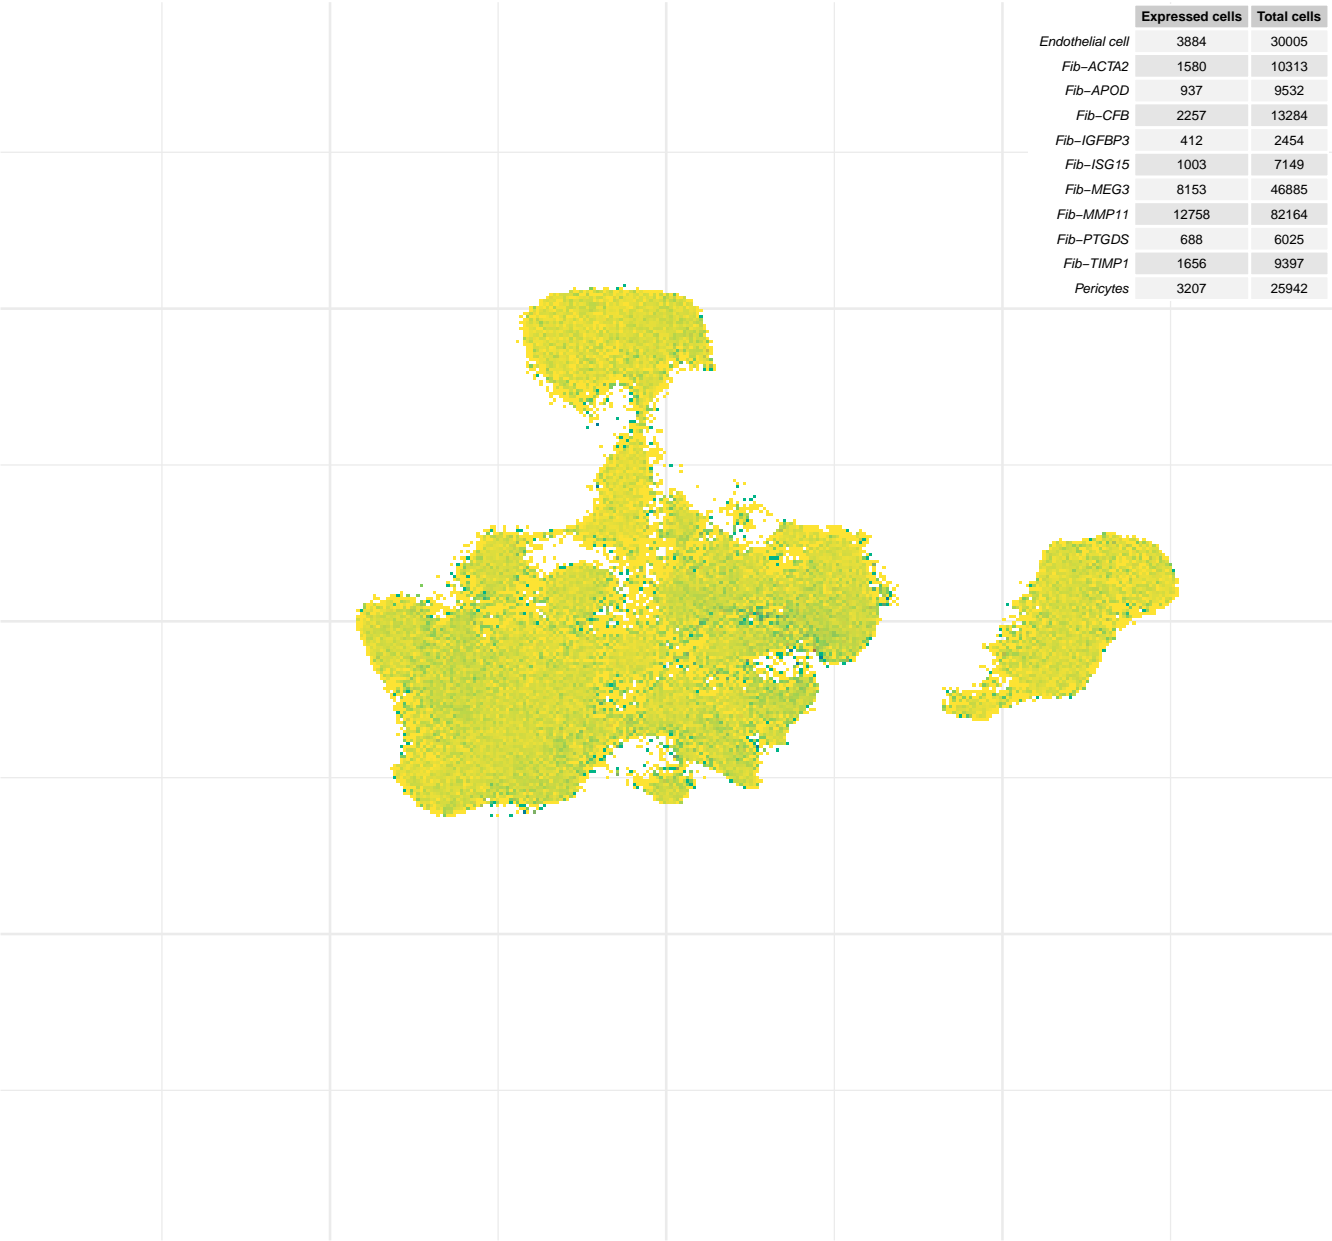 Expressed cells Total cells
Endothelial cell 3884 30005
Fib−ACTA2 1580 10313
Fib−APOD 937 9532
Fib−CFB 2257 13284
Fib−IGFBP3 412 2454
Fib−ISG15 1003 7149
Fib−MEG3 8153 46885
Fib−MMP11 12758 82164
Fib−PTGDS 688 6025
Fib−TIMP1 1656 9397
Pericytes 3207 25942